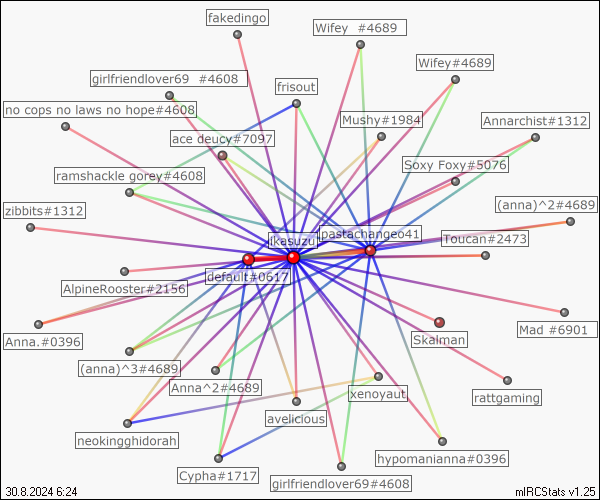 fakedingo
Wifey  #4689
Wifey#4689
girlfriendlover69  #4608
frisout
no cops no laws no hope#4608
Mushy#1984
Annarchist#1312
ace deucy#7097
Soxy Foxy#5076
ramshackle gorey#4608
zibbits#1312
(anna)^2#4689
pastachangeo41
ikasuzu
Toucan#2473
default#0617
AlpineRooster#2156
Mad #6901
Anna.#0396
Skalman
(anna)^3#4689
Anna^2#4689
xenoyaut
rattgaming
avelicious
neokingghidorah
hypomanianna#0396
Cypha#1717
girlfriendlover69#4608
30.8.2024 6:24
mIRCStats v1.25